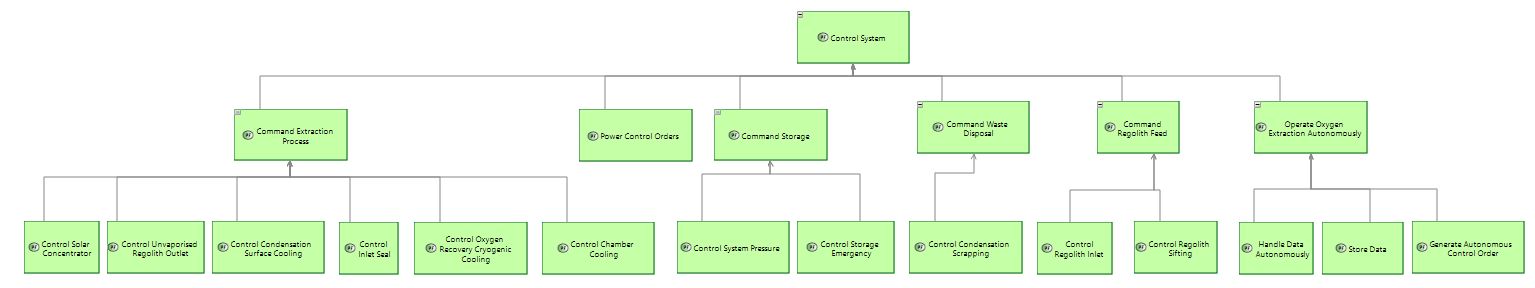 Control System
Command Extraction
Process
Power Control Orders
Command Storage
Command Waste
Disposal
Command
Regolith Feed
Operate Oxygen
Extraction Autonomously
Control Solar
Concentrator
Control Unvaporised
Regolith Outlet
Control Condensation
Surface Cooling
Control
Inlet Seal
Control Oxygen
Recovery Cryogenic
Cooling
Control Chamber
Cooling
Control System Pressure
Control Storage
Emergency
Control Condensation
Scrapping
Control
Regolith Inlet
Control Regolith
Sifting
Handle Data
Autonomously
Store Data
Generate Autonomous
Control Order